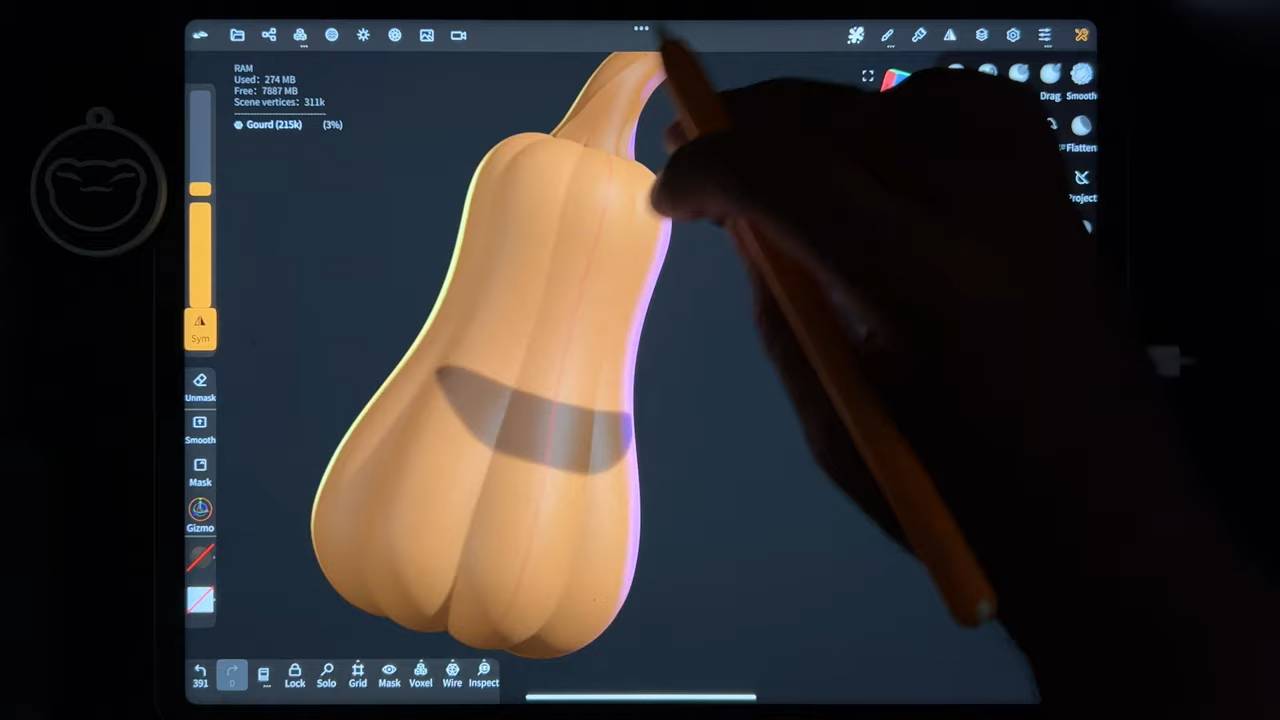 RAM
Used: 274 MB
Free: 7887 MB
Scene vertices: 311k
Gourd (215k) (3%)
Drag Smooth
Flatten
Project
Sym
Unmask
Smooth
Mask
Gizmo
391 0 Lock Solo Grid Mask Voxel Wire Inspect